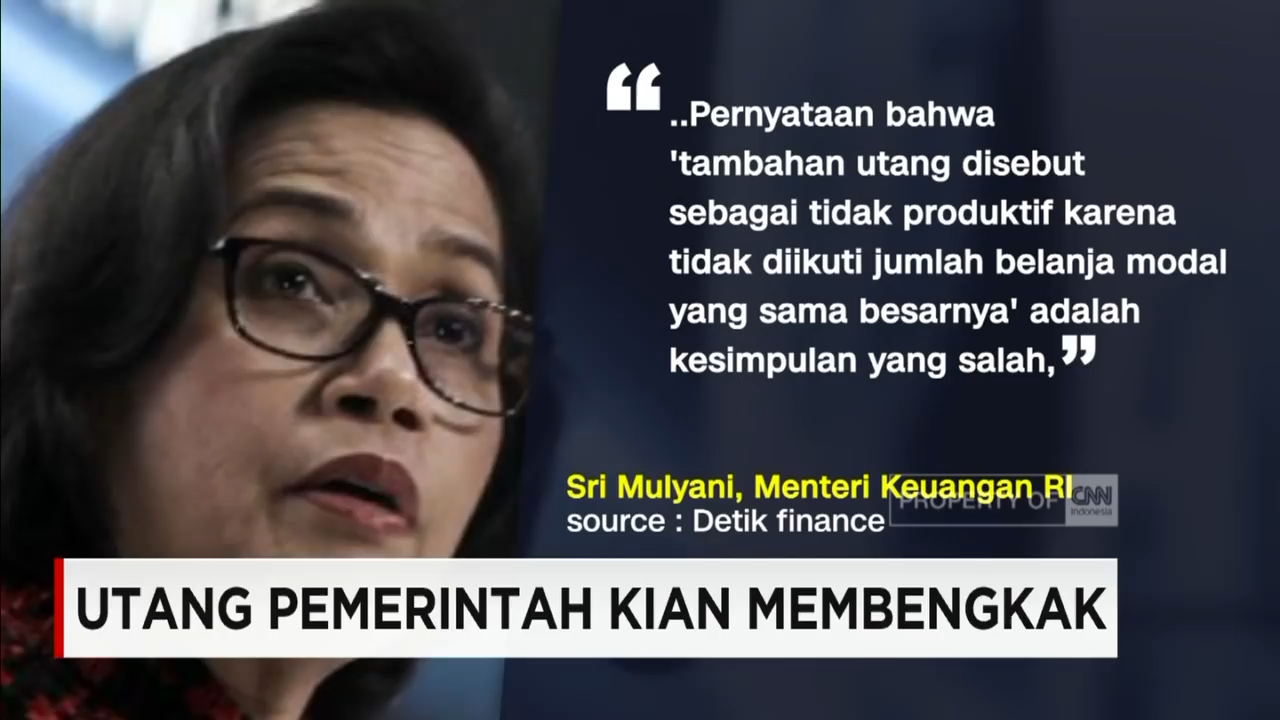 “
..Pernyataan bahwa
'tambahan utang disebut
sebagai tidak produktif karena
tidak diikuti jumlah belanja modal
yang sama besarnya' adalah
kesimpulan yang salah,”
Sri Mulyani, Menteri Keuangan RI
source : Detik finance
PROPERTY OF CNN
Indonesia
UTANG PEMERINTAH KIAN MEMBENGKAK